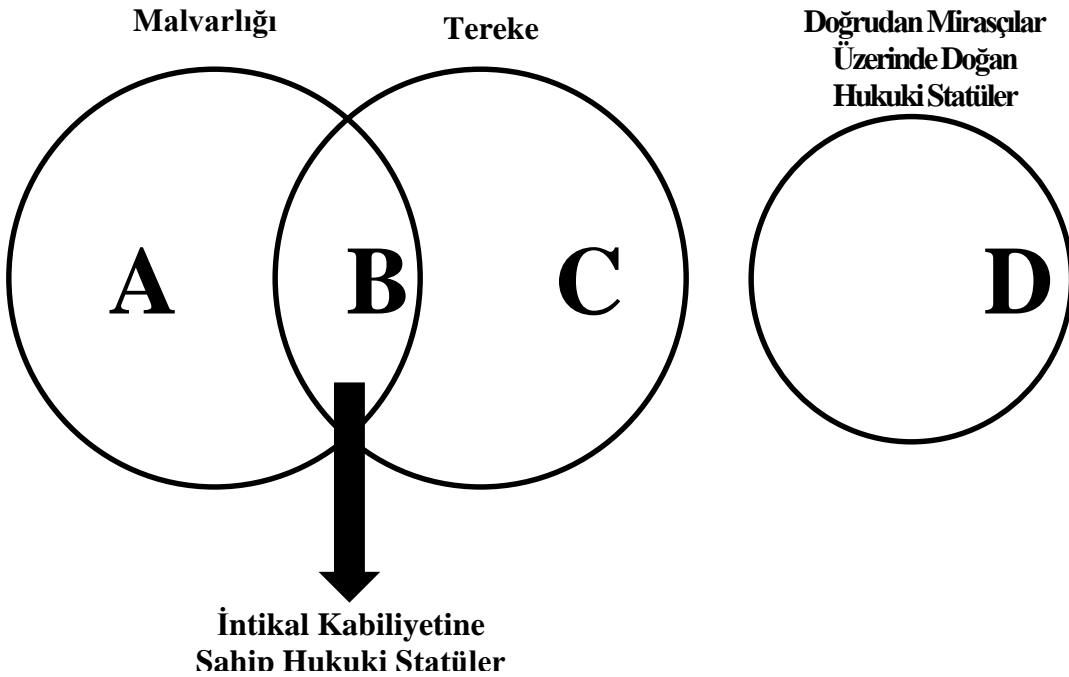 Malvarlığı
Tereke
Doğrudan Mirasçılar
Üzerinde Doğan
Hukuki Statüler
A
B
C
D
İntikal Kabiliyetine
Sahip Hukuki Statüler